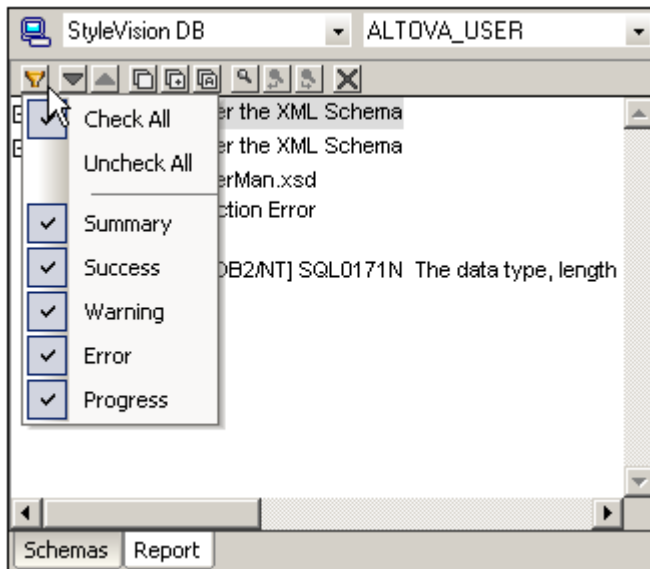 StyleVision DB ALTOVA_USER
Check All
er the XML Schema
Uncheck All
er the XML Schema
erMan.xsd
Summary
ction Error
Success
DB2/NT] SQL0171N The data type, length
Warning
Error
Progress
Schemas Report